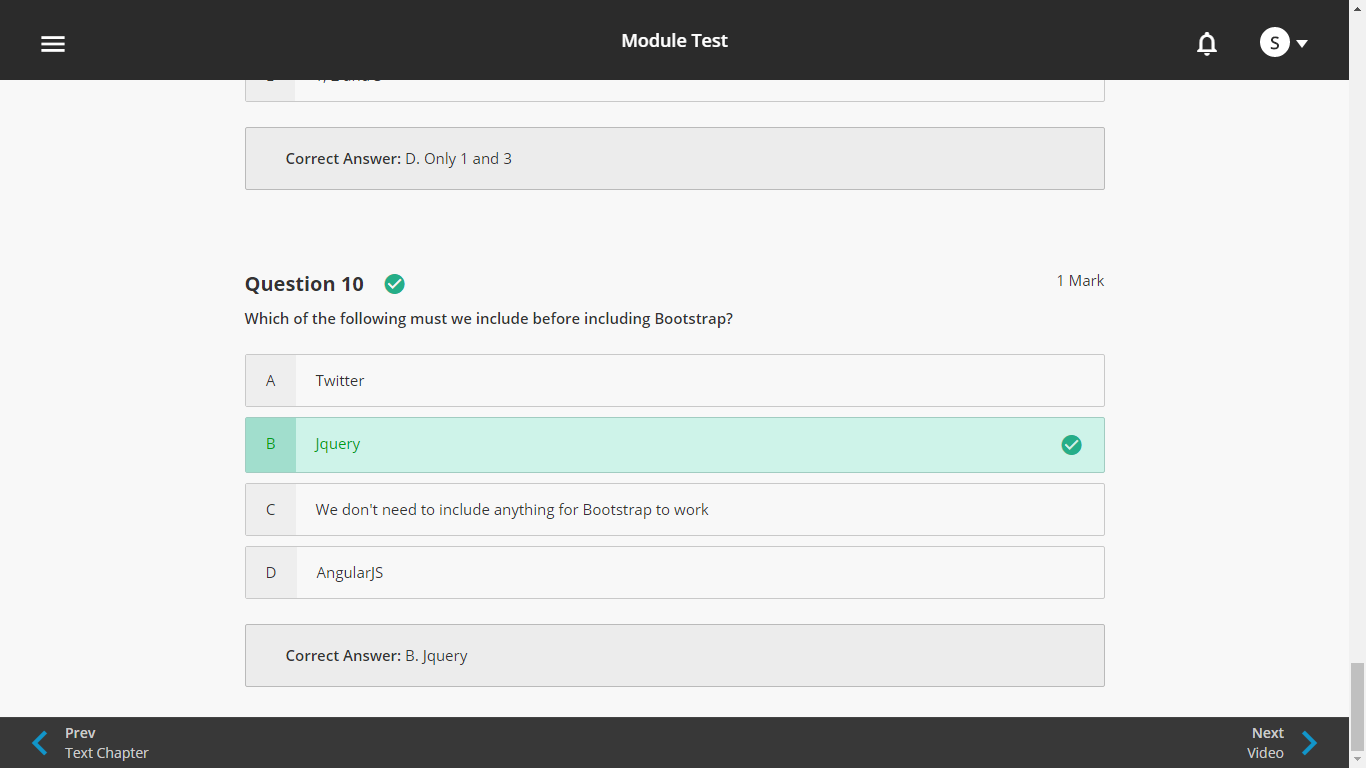 Module Test
S
Correct Answer: D. Only 1 and 3
Question 10
1 Mark
Which of the following must we include before including Bootstrap?
A Twitter
B Jquery
C We don't need to include anything for Bootstrap to work
D AngularJS
Correct Answer: B. Jquery
Prev
Text Chapter
Next
Video